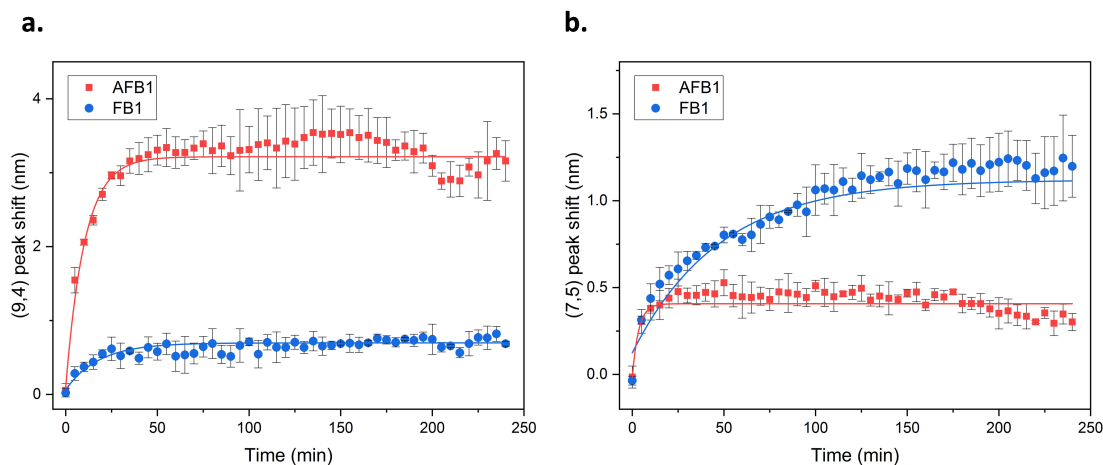 a.
AFB1
FB1
4
2
0
0
50
100
150
200
250
(9,4) peak shift (nm)
Time (min)
b.
AFB1
FB1
1.5
1.0
0.5
0.0
0
50
100
150
200
250
(7,5) peak shift (nm)
Time (min)